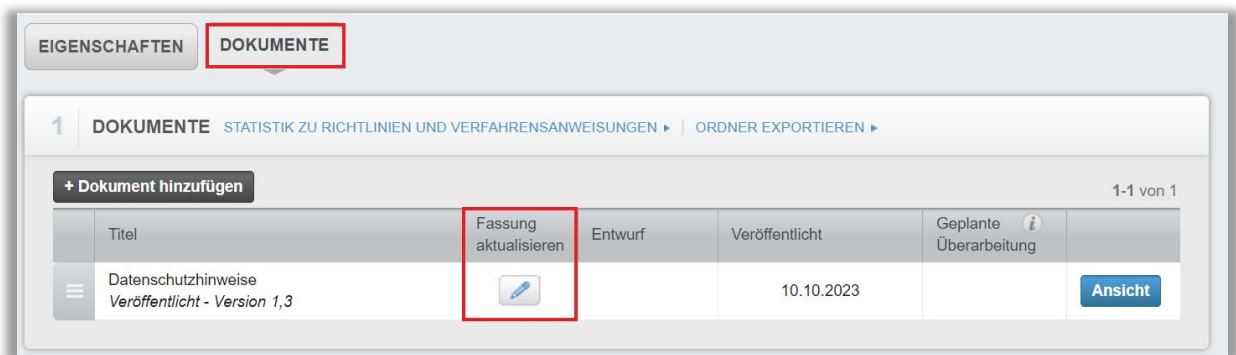 EIGENSCHAFTEN DOKUMENTE
1 DOKUMENTE STATISTIK ZU RICHTLINIEN UND VERFAHRENSANWEISUNGEN ▸ | ORDNER EXPORTIEREN ▸
+ Dokument hinzufügen 1-1 von 1
Titel Fassung aktualisieren Entwurf Veröffentlicht Geplante Überarbeitung i
Datenschutzhinweise
Veröffentlicht - Version 1,3 10.10.2023 Ansicht